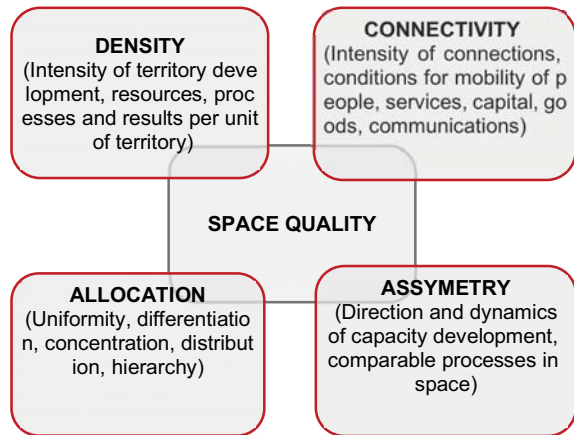 DENSITY
(Intensity of territory deve
lopment, resources, proc
esses and results per unit
of territory)
CONNECTIVITY
(Intensity of connections,
conditions for mobility of p
eople, services, capital, go
ods, communications)
SPACE QUALITY
ALLOCATION
(Uniformity, differentiatio
n, concentration, distribut
ion, hierarchy)
ASSYMETRY
(Direction and dynamics
of capacity development,
comparable processes in
space)